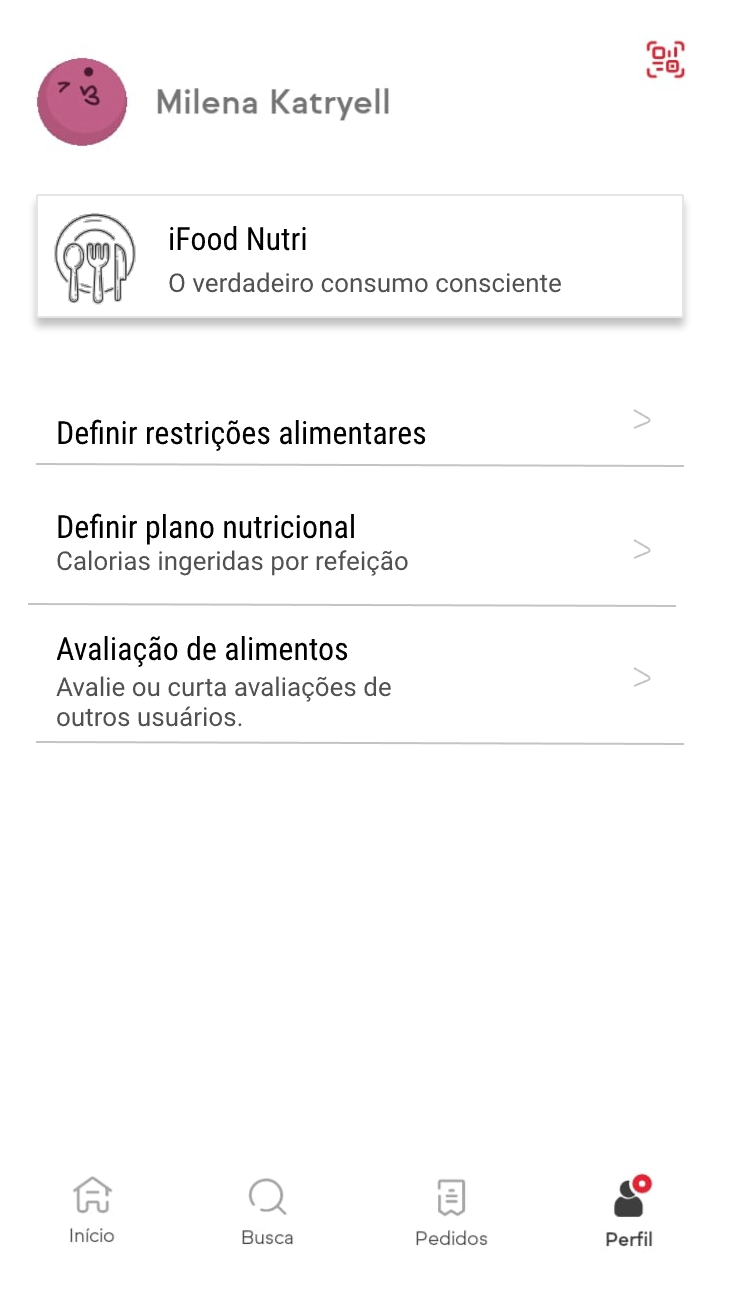 Milena Katryell
iFood Nutri
O verdadeiro consumo consciente
Definir restrições alimentares
>
Definir plano nutricional
Calorias ingeridas por refeição
>
Avaliação de alimentos
Avalie ou curta avaliações de
outros usuários.
>
Início
Busca
Pedidos
Perfil